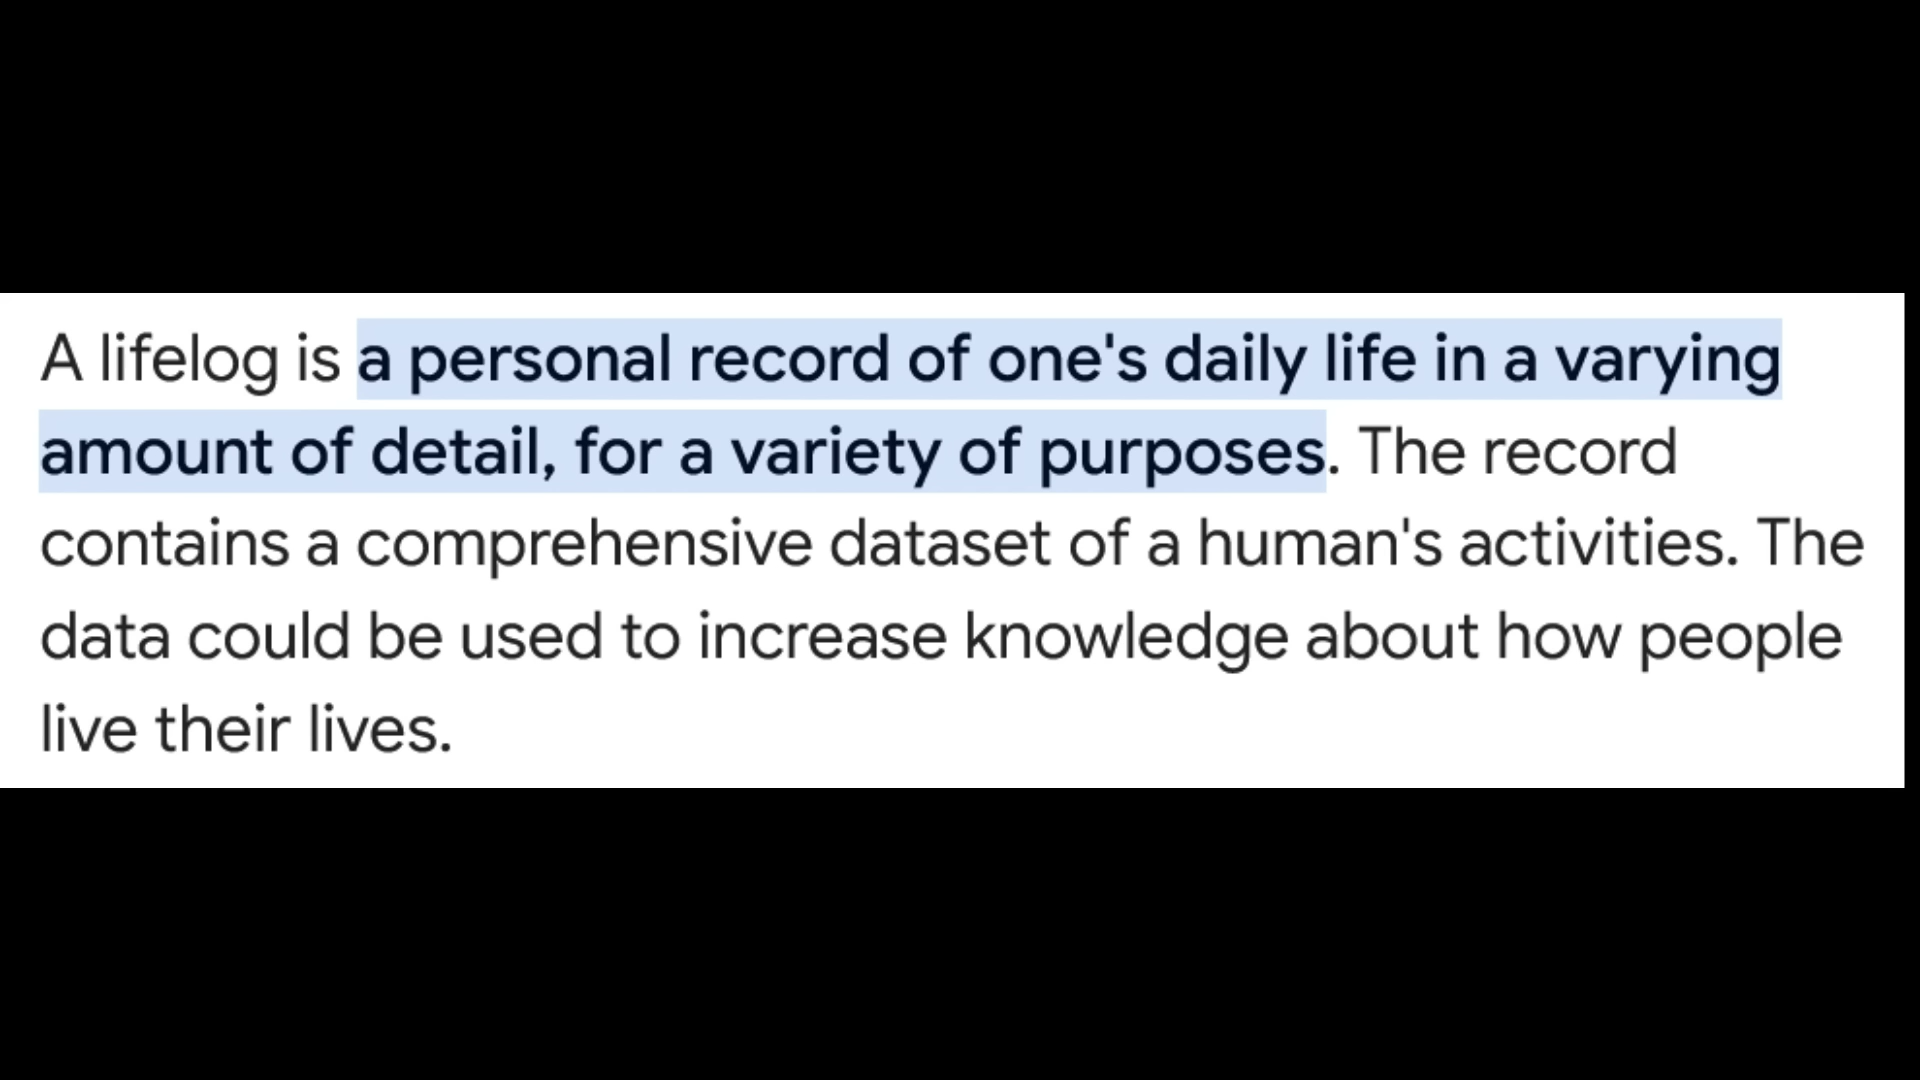 A lifelog is a personal record of one's daily life in a varying
amount of detail, for a variety of purposes. The record
contains a comprehensive dataset of a human's activities. The
data could be used to increase knowledge about how people
live their lives.